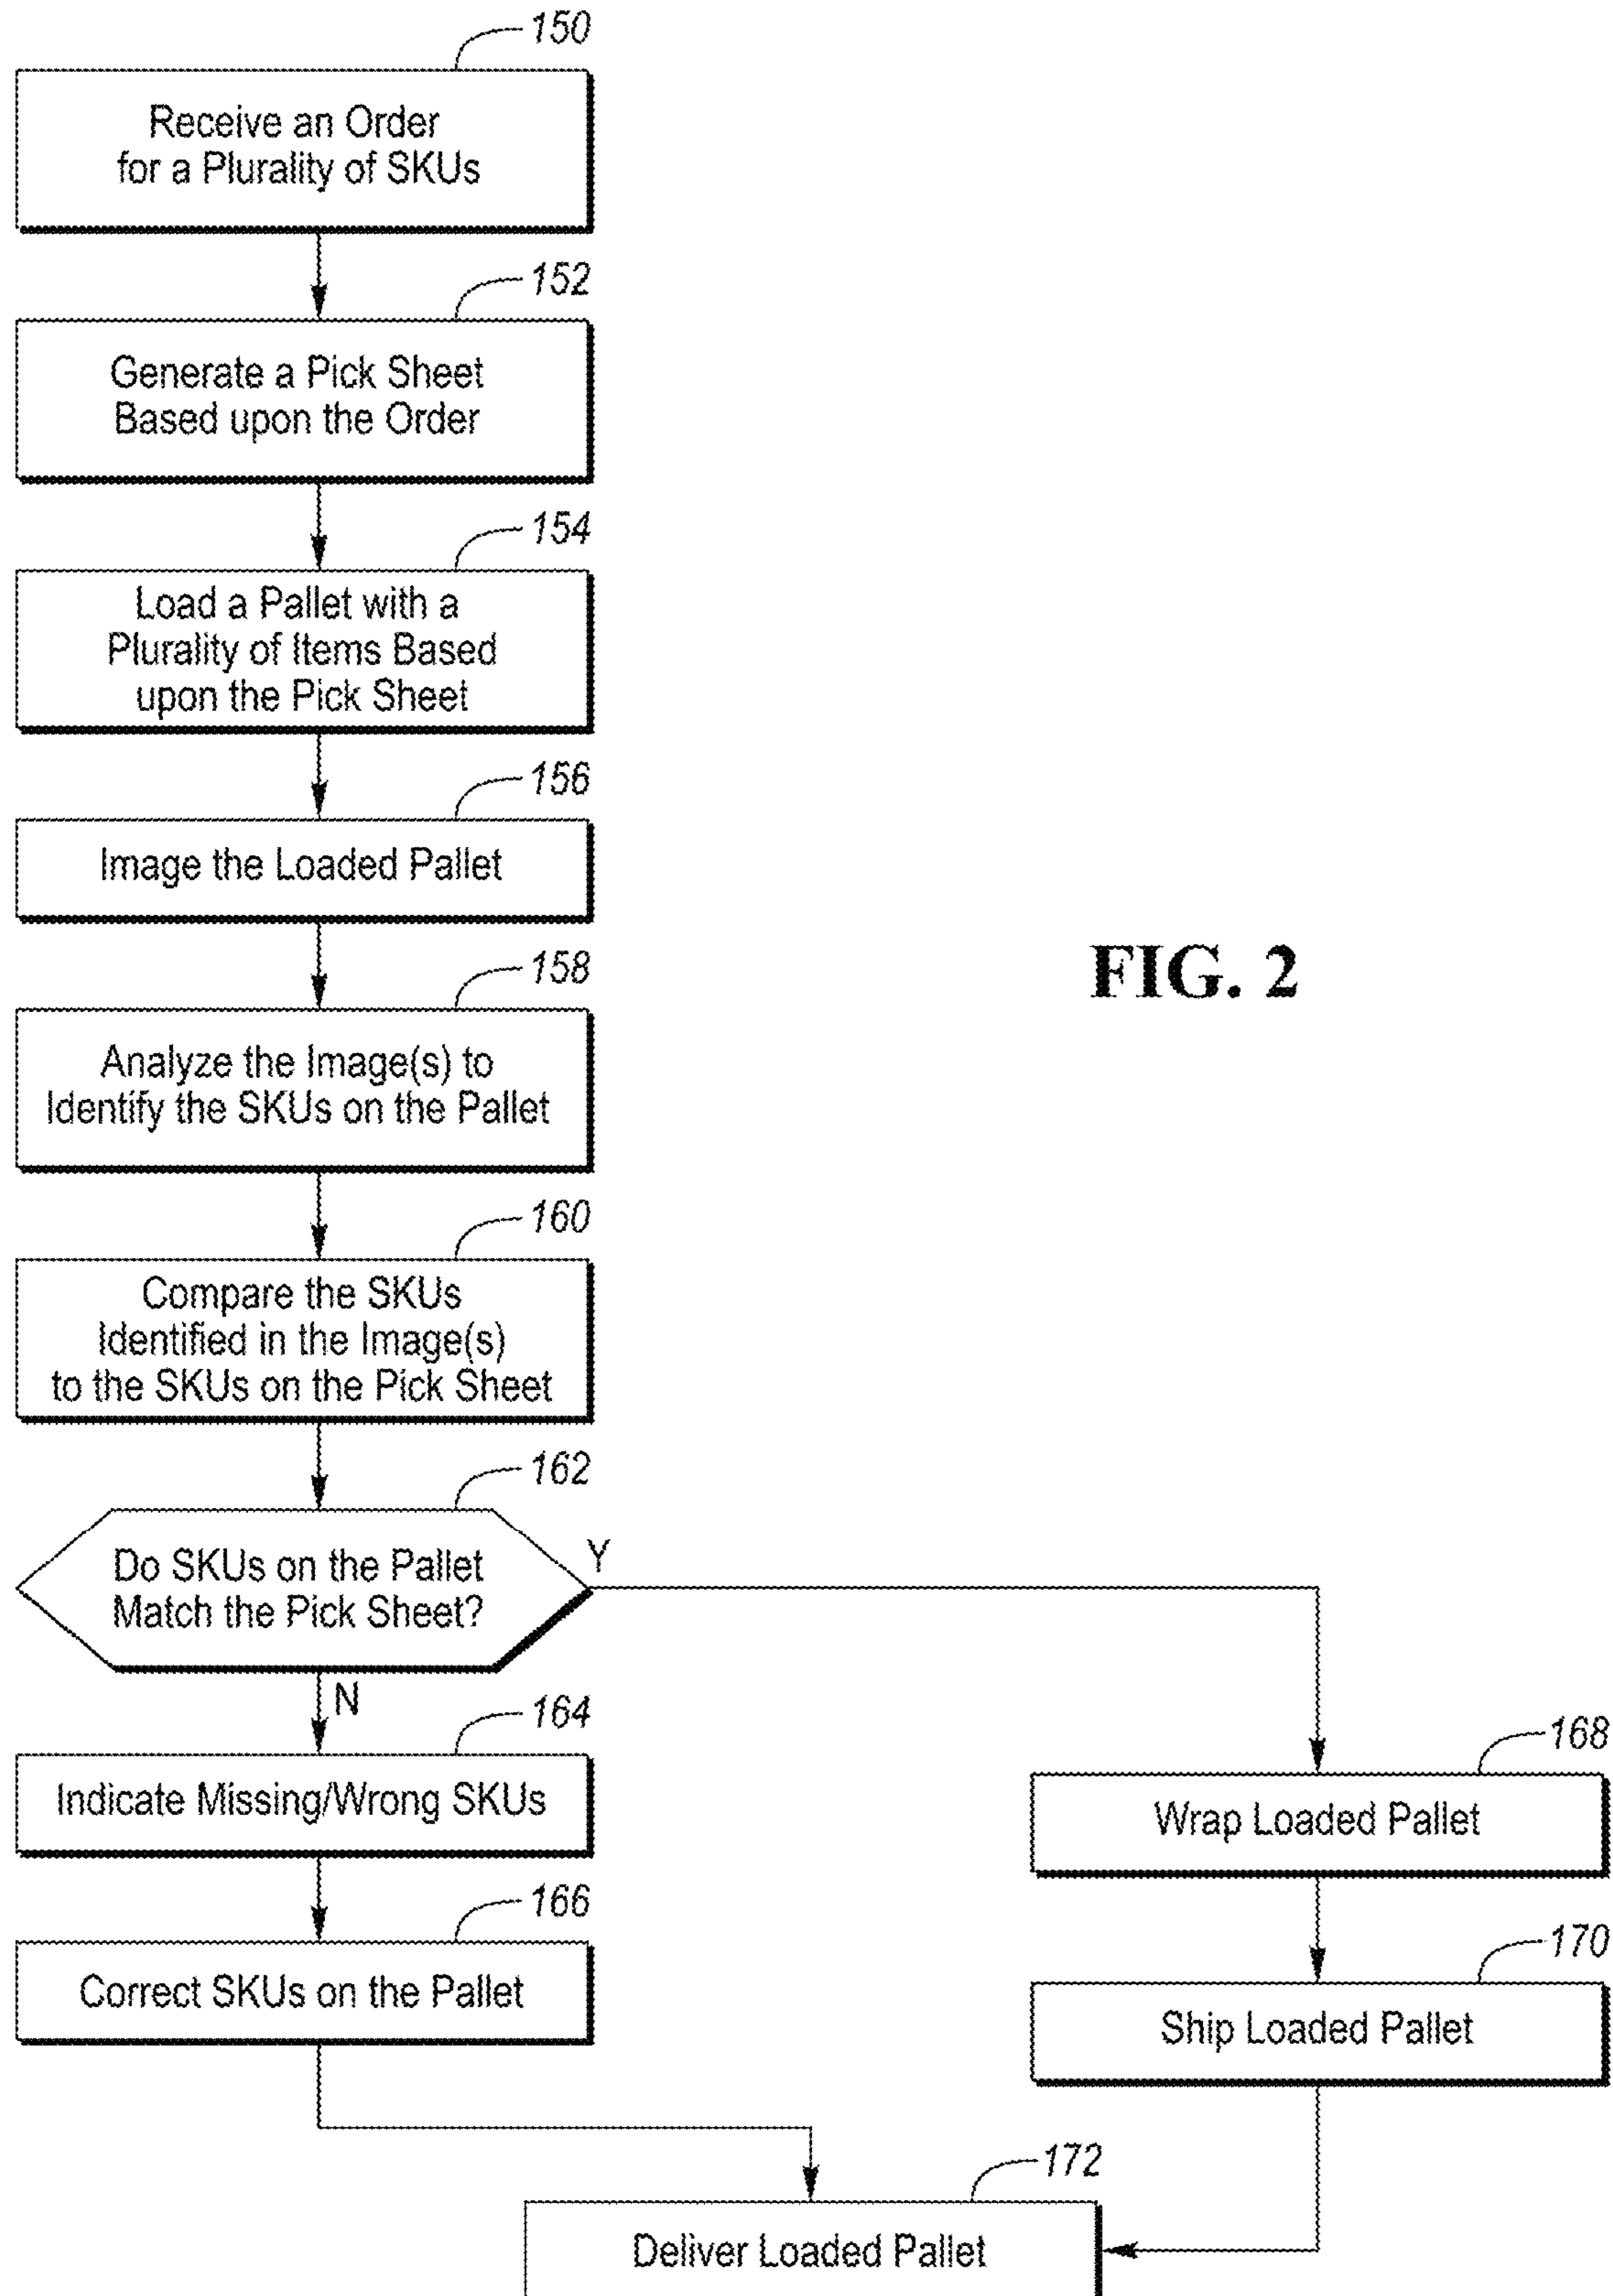 150
Receive an Order
for a Plurality of SKUs
152
Generate a Pick Sheet
Based upon the Order
154
Load a Pallet with a
Plurality of Items Based
upon the Pick Sheet
156
Image the Loaded Pallet
158
Analyze the Image(s) to
Identify the SKUs on the Pallet
160
Compare the SKUs
Identified in the Image(s)
to the SKUs on the Pick Sheet
162
Do SKUs on the Pallet
Match the Pick Sheet?
Y
N
164
Indicate Missing/Wrong SKUs
166
Correct SKUs on the Pallet
168
Wrap Loaded Pallet
170
Ship Loaded Pallet
172
Deliver Loaded Pallet
FIG. 2